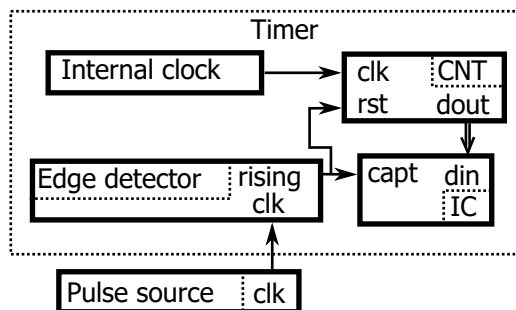 Timer
Internal clock
clk CNT
rst dout
Edge detector rising
clk
capt din
IC
Pulse source clk